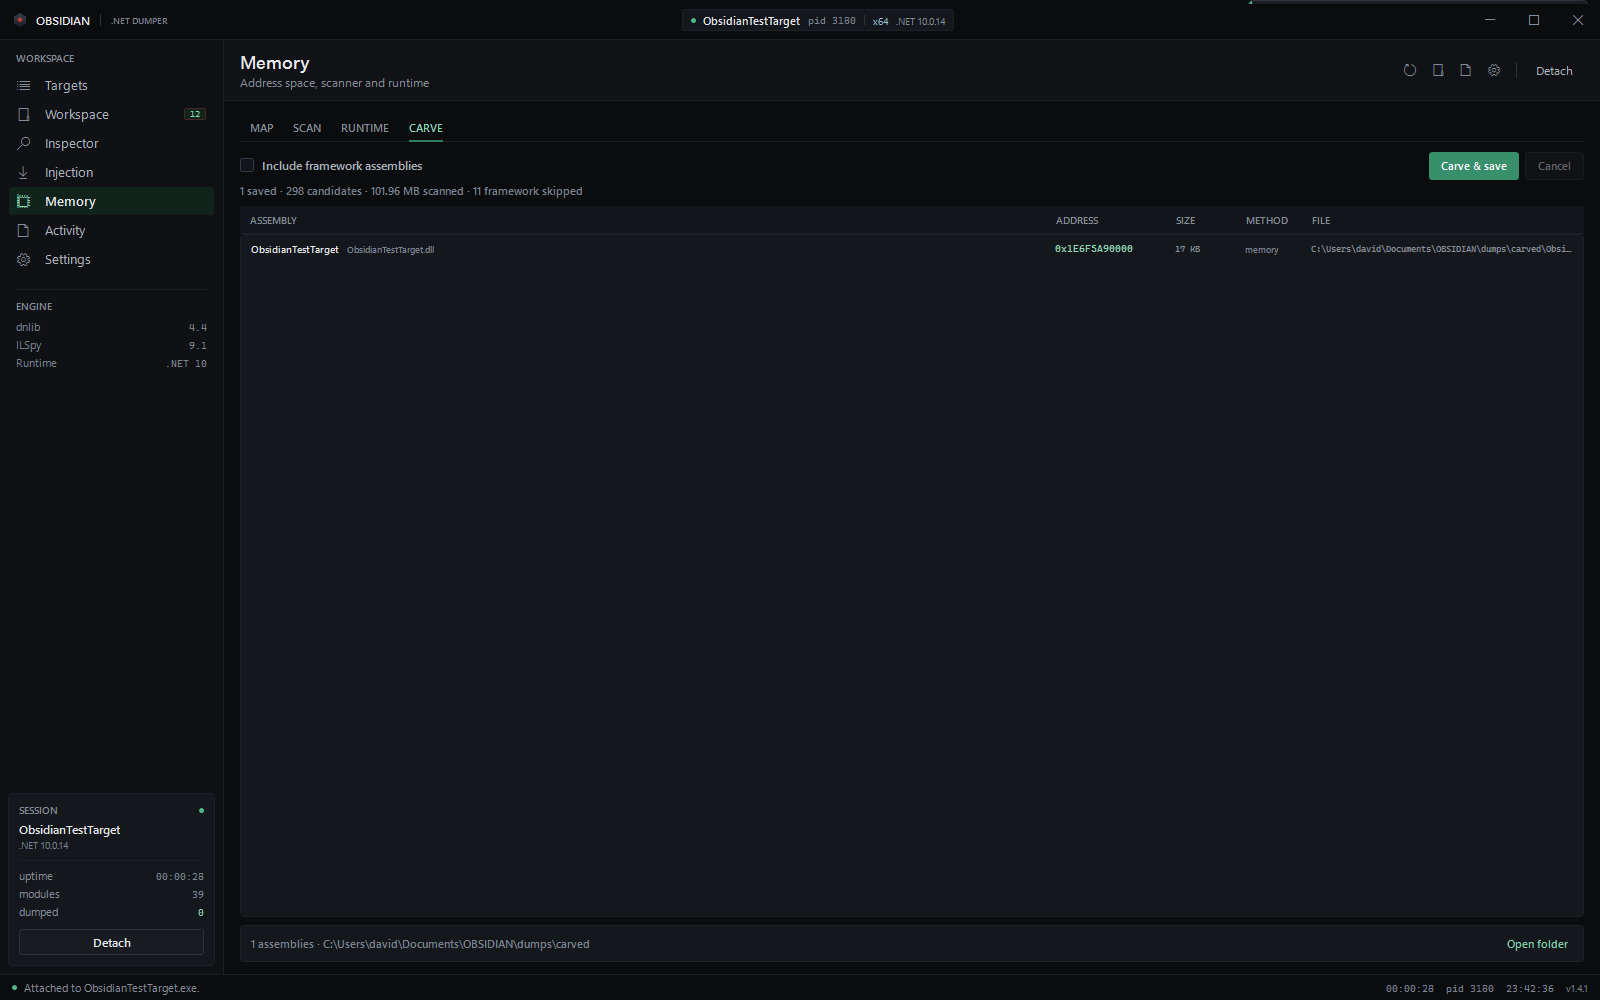 OBSIDIAN .NET DUMPER
ObsidianTestTarget pid 3180 x64 .NET 10.0.14
WORKSPACE
Targets
Workspace 12
Inspector
Injection
Memory
Activity
Settings
ENGINE
dnlib 4.4
ILSpy 9.1
Runtime .NET 10
SESSION
ObsidianTestTarget
.NET 10.0.14
uptime 00:00:28
modules 39
dumped 0
Detach
Memory
Address space, scanner and runtime
Detach
MAP SCAN RUNTIME CARVE
Include framework assemblies
Carve & save Cancel
1 saved · 298 candidates · 101.96 MB scanned · 11 framework skipped
ASSEMBLY ADDRESS SIZE METHOD FILE
ObsidianTestTarget ObsidianTestTarget.dll 0x1E6F5A90000 17 KB memory C:\Users\david\Documents\OBSIDIAN\dumps\carved\Obsi…
1 assemblies · C:\Users\david\Documents\OBSIDIAN\dumps\carved
Open folder
Attached to ObsidianTestTarget.exe.
00:00:28 pid 3180 23:42:36 v1.4.1